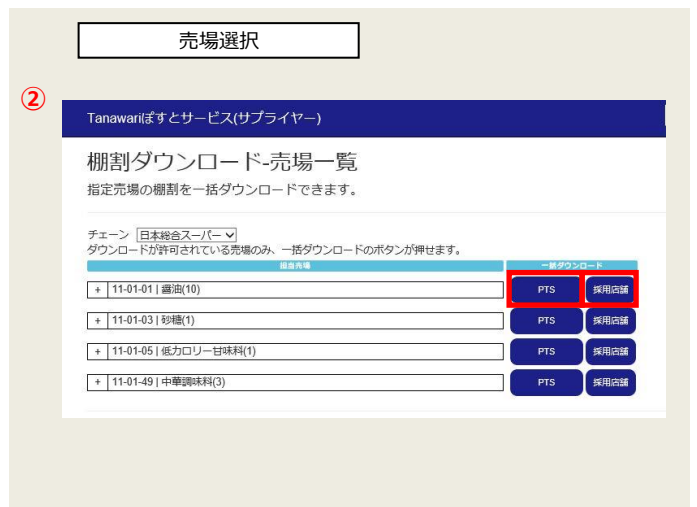 売場選択
②
Tanawariぽすとサービス(サプライヤー)
棚割ダウンロード-売場一覧
指定売場の棚割を一括ダウンロードできます。
チェーン 日本総合スーパー
ダウンロードが許可されている売場のみ、一括ダウンロードのボタンが押せます。
担当売場 一括ダウンロード
+ 11-01-01 | 醤油(10) PTS 採用店舗
+ 11-01-03 | 砂糖(1) PTS 採用店舗
+ 11-01-05 | 低カロリー甘味料(1) PTS 採用店舗
+ 11-01-49 | 中華調味料(3) PTS 採用店舗